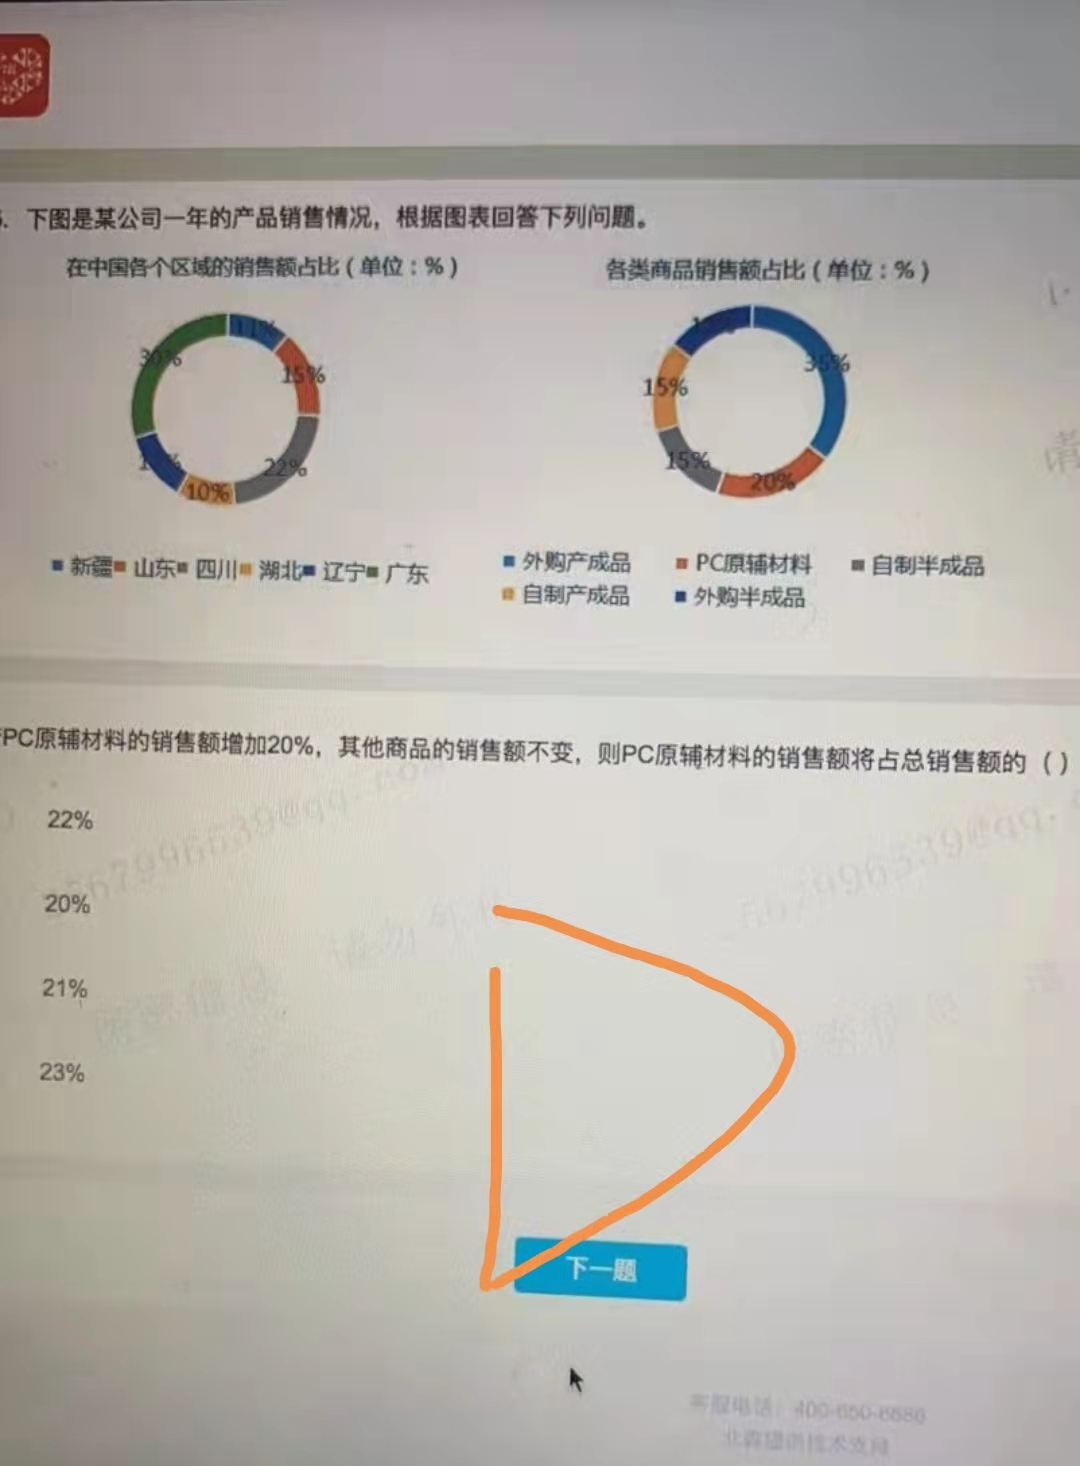 . 下图是某公司一年的产品销售情况，根据图表回答下列问题。
在中国各个区域的销售额占比（单位：%）
各类商品销售额占比（单位：%）
11%
15%
22%
10%
30%
35%
20%
15%
15%
新疆 山东 四川 湖北 辽宁 广东
外购产成品 PC原辅材料 自制半成品
自制产成品 外购半成品
PC原辅材料的销售额增加20%，其他商品的销售额不变，则PC原辅材料的销售额将占总销售额的（）
22%
20%
21%
23%
D
下一题
客服电话：400-650-6686